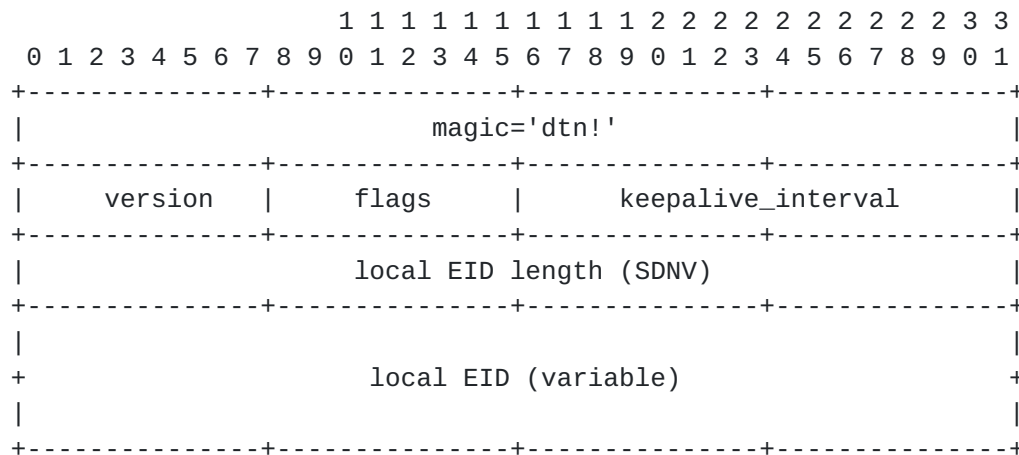 1 1 1 1 1 1 1 1 1 1 2 2 2 2 2 2 2 2 2 2 3 3
 0 1 2 3 4 5 6 7 8 9 0 1 2 3 4 5 6 7 8 9 0 1 2 3 4 5 6 7 8 9 0 1
+---------------+---------------+---------------+---------------+
|                          magic='dtn!'                         |
+---------------+---------------+---------------+---------------+
|     version   |     flags     |      keepalive_interval       |
+---------------+---------------+---------------+---------------+
|                     local EID length (SDNV)                   |
+---------------+---------------+---------------+---------------+
|                                                               |
+                      local EID (variable)                     +
|                                                               |
+---------------+---------------+---------------+---------------+